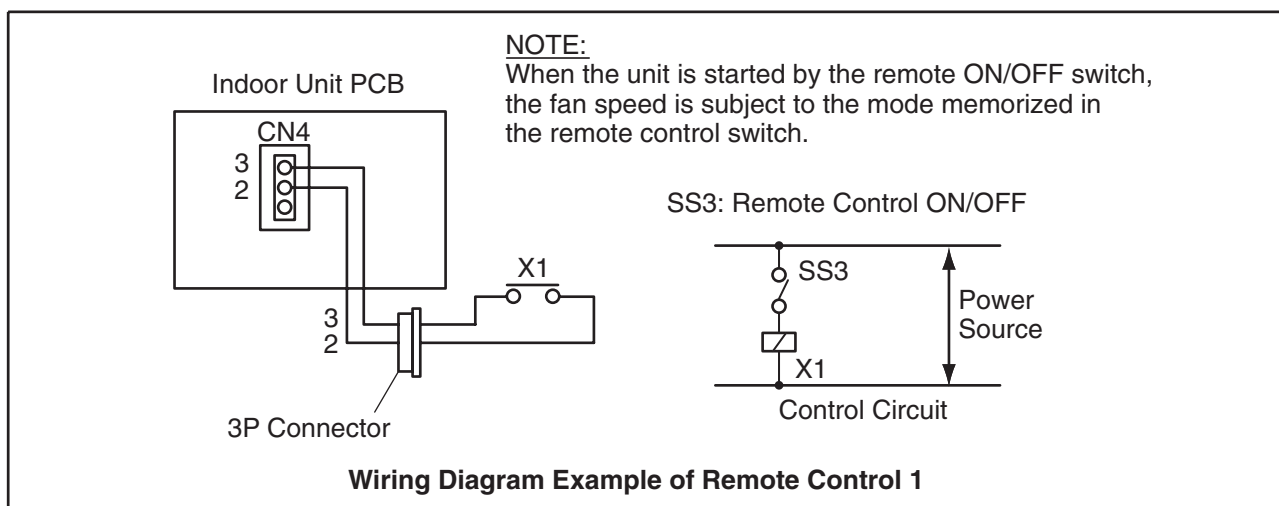 NOTE:
When the unit is started by the remote ON/OFF switch,
the fan speed is subject to the mode memorized in
the remote control switch.
Indoor Unit PCB
CN4
3
2
X1
3
2
3P Connector
SS3: Remote Control ON/OFF
SS3
Power
Source
X1
Control Circuit
Wiring Diagram Example of Remote Control 1